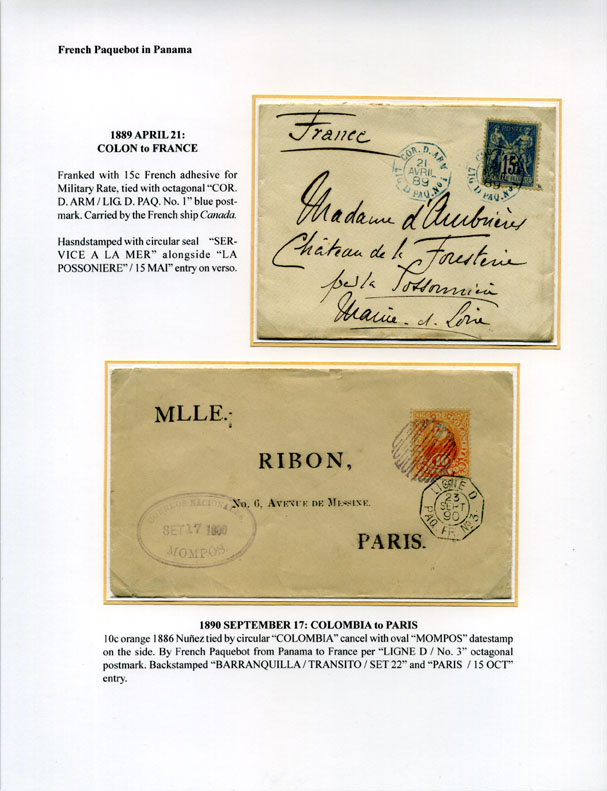 French Paquebot in Panama
1889 APRIL 21:
COLON to FRANCE
Franked with 15c French adhesive for
Military Rate, tied with octagonal “COR.
D. ARM / LIG. D. PAQ. No. 1” blue post-
mark. Carried by the French ship Canada.
Hasndstamped with circular seal “SER-
VICE A LA MER” alongside “LA
POSSONIERE” / 15 MAI” entry on verso.
France
COR. D. ARM
21
AVRIL
89
LIG. D. PAQ. No 1
15
Madame d'Ambrières
Château de la Foresterie
par la Possonnière
Maine-et-Loire
MLLE.
RIBON,
No. 6, Avenue de Messine.
PARIS.
CORREOS NACIONALES
SET 17 1890
MOMPOS
10
LIGNE D
23
SEPT
90
PAQ. FR. No 3
1890 SEPTEMBER 17: COLOMBIA to PARIS
10c orange 1886 Nuñez tied by circular “COLOMBIA” cancel with oval “MOMPOS” datestamp
on the side. By French Paquebot from Panama to France per “LIGNE D / No. 3” octagonal
postmark. Backstamped “BARRANQUILLA / TRANSITO / SET 22” and “PARIS / 15 OCT”
entry.